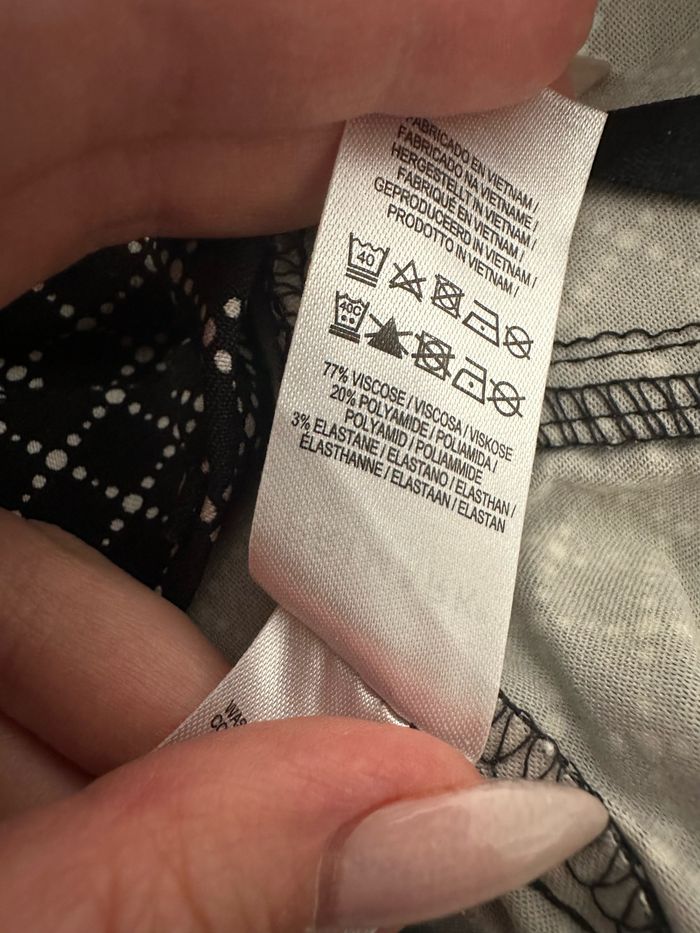 FABRICADO EN VIETNAM /
FABRICADO NA VIETNAME /
HERGESTELLT IN VIETNAM /
FABRIQUÉ EN VIETNAM /
GEPRODUCEERD IN VIETNAM /
PRODOTTO IN VIETNAM /
40
40C
77% VISCOSE / VISCOSA / VISKOSE
20% POLYAMIDE / POLIAMIDA /
POLYAMID / POLIAMMIDE
3% ELASTANE / ELASTANO / ELASTHAN /
ÉLASTHANNE / ELASTAAN / ELASTAN